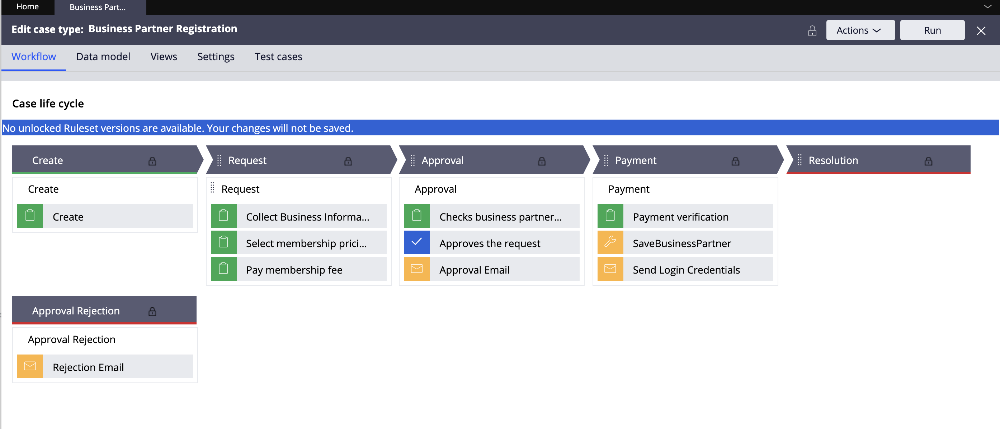 Home
Business Part...
Edit case type: Business Partner Registration
Actions
Run
Workflow
Data model
Views
Settings
Test cases
Case life cycle
No unlocked Ruleset versions are available. Your changes will not be saved.
Create
Request
Approval
Payment
Resolution
Create
Create
Request
Collect Business Informa...
Select membership prici...
Pay membership fee
Approval
Checks business partner...
Approves the request
Approval Email
Payment
Payment verification
SaveBusinessPartner
Send Login Credentials
Approval Rejection
Approval Rejection
Rejection Email